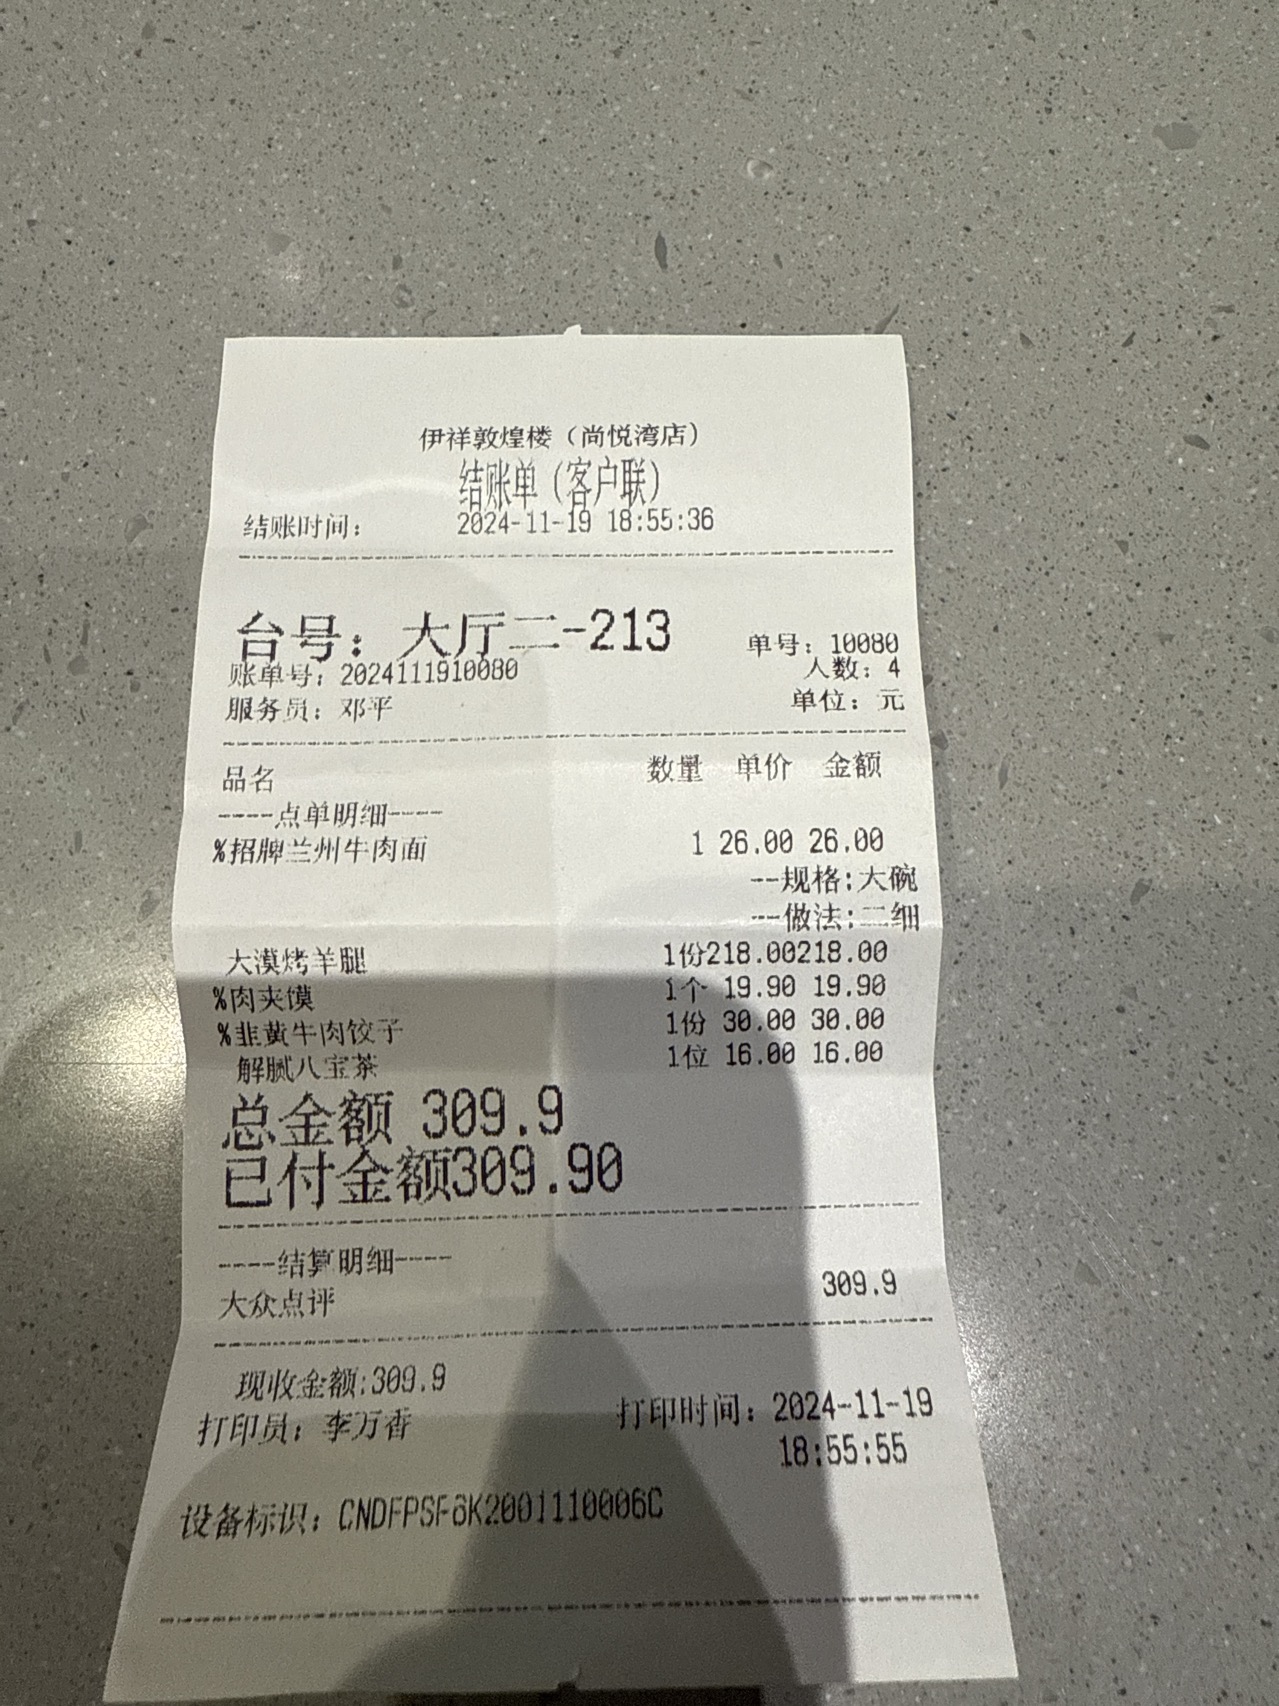 伊祥敦煌楼（尚悦湾店）
结账单（客户联）
结账时间： 2024-11-19 18:55:36
台号：大厅二-213 单号：10080
账单号：2024111910080 人数：4
服务员：邓平 单位：元
品名 数量 单价 金额
----点单明细----
%招牌兰州牛肉面 1 26.00 26.00
--规格:大碗
--做法:二细
大漠烤羊腿 1份218.00218.00
%肉夹馍 1个 19.90 19.90
%韭黄牛肉饺子 1份 30.00 30.00
解腻八宝茶 1位 16.00 16.00
总金额 309.9
已付金额309.90
----结算明细----
大众点评 309.9
现收金额:309.9
打印员：李万香 打印时间：2024-11-19
18:55:55
设备标识：